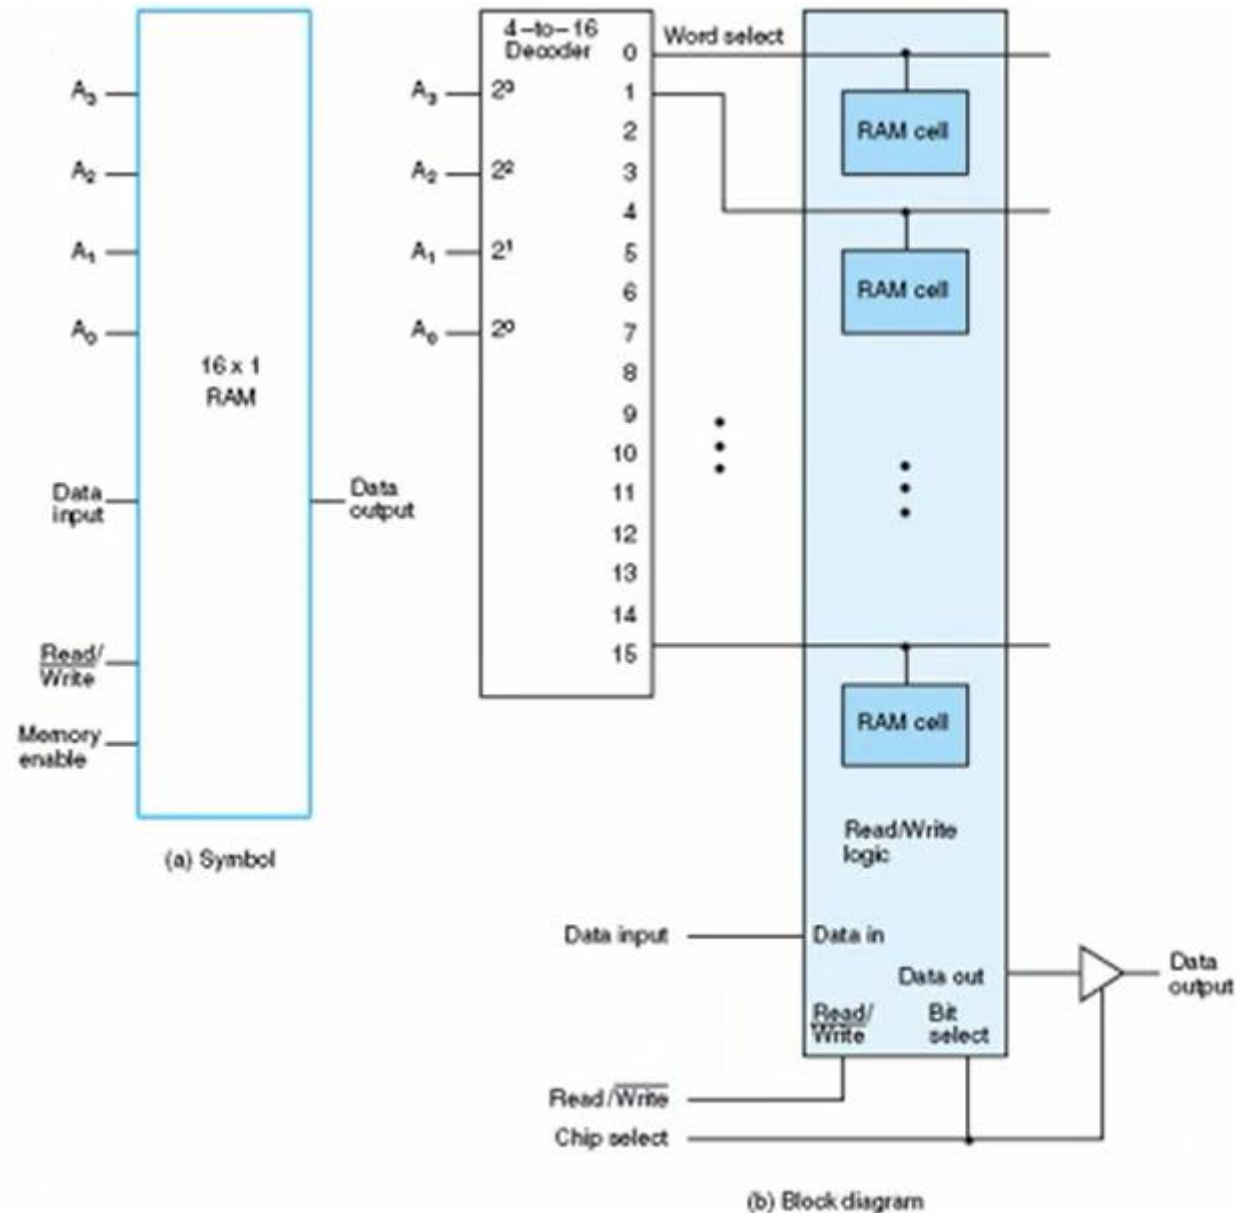 A3
A2
A1
A0
16 x 1
RAM
Data
input
Data
output
Read/
Write
Memory
enable
(a) Symbol
4-to-16
Decoder
A3
2³
A2
2²
A1
2¹
A0
2⁰
0
1
2
3
4
5
6
7
8
9
10
11
12
13
14
15
Word select
RAM cell
RAM cell
RAM cell
Read/Write
logic
Data input
Data in
Data out
Data
output
Read/
Write
Bit
select
Read/Write
Chip select
(b) Block diagram